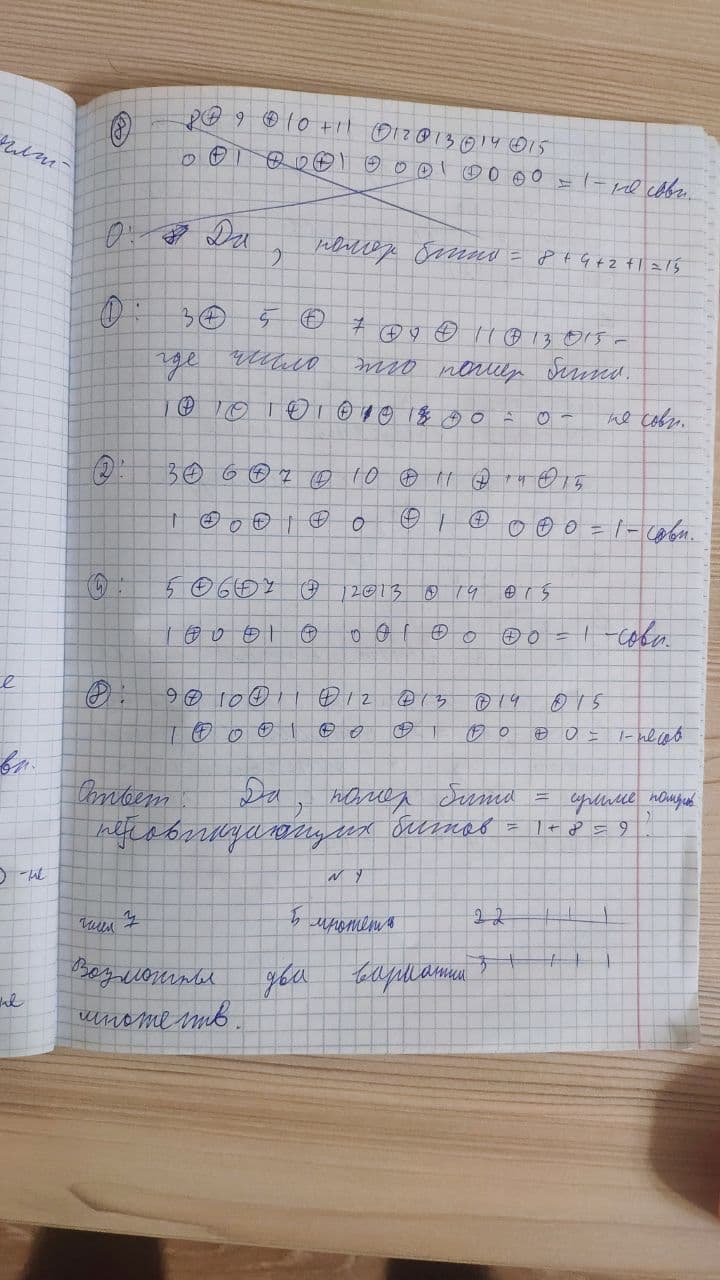 ⑧ 8 ⊕ 9 ⊕ 10 + 11 ⊕ 12 ⊕ 13 ⊕ 14 ⊕ 15
0 ⊕ 1 ⊕ 0 ⊕ 1 ⊕ 0 ⊕ 1 ⊕ 0 ⊕ 0 = 1 - не совп.
О: Да, номер бита = 8 + 4 + 2 + 1 = 15
①: 3 ⊕ 5 ⊕ 7 ⊕ 9 ⊕ 11 ⊕ 13 ⊕ 15 -
где число это номер бита.
1 ⊕ 1 ⊕ 1 ⊕ 1 ⊕ 1 ⊕ 1 ⊕ 0 = 0 - не совп.
②: 3 ⊕ 6 ⊕ 7 ⊕ 10 ⊕ 11 ⊕ 14 ⊕ 15
1 ⊕ 0 ⊕ 1 ⊕ 0 ⊕ 1 ⊕ 0 ⊕ 0 = 1 - совп.
④: 5 ⊕ 6 ⊕ 7 ⊕ 12 ⊕ 13 ⊕ 14 ⊕ 15
1 ⊕ 0 ⊕ 1 ⊕ 0 ⊕ 1 ⊕ 0 ⊕ 0 = 1 - совп.
⑧: 9 ⊕ 10 ⊕ 11 ⊕ 12 ⊕ 13 ⊕ 14 ⊕ 15
1 ⊕ 0 ⊕ 1 ⊕ 0 ⊕ 1 ⊕ 0 ⊕ 0 = 1 - не сов
Ответ: Да, номер бита = сумме номеров
несовпадающих битов = 1 + 8 = 9
чисел 7 5 множеств 2 2
Возможны два варианта 3
множеств.